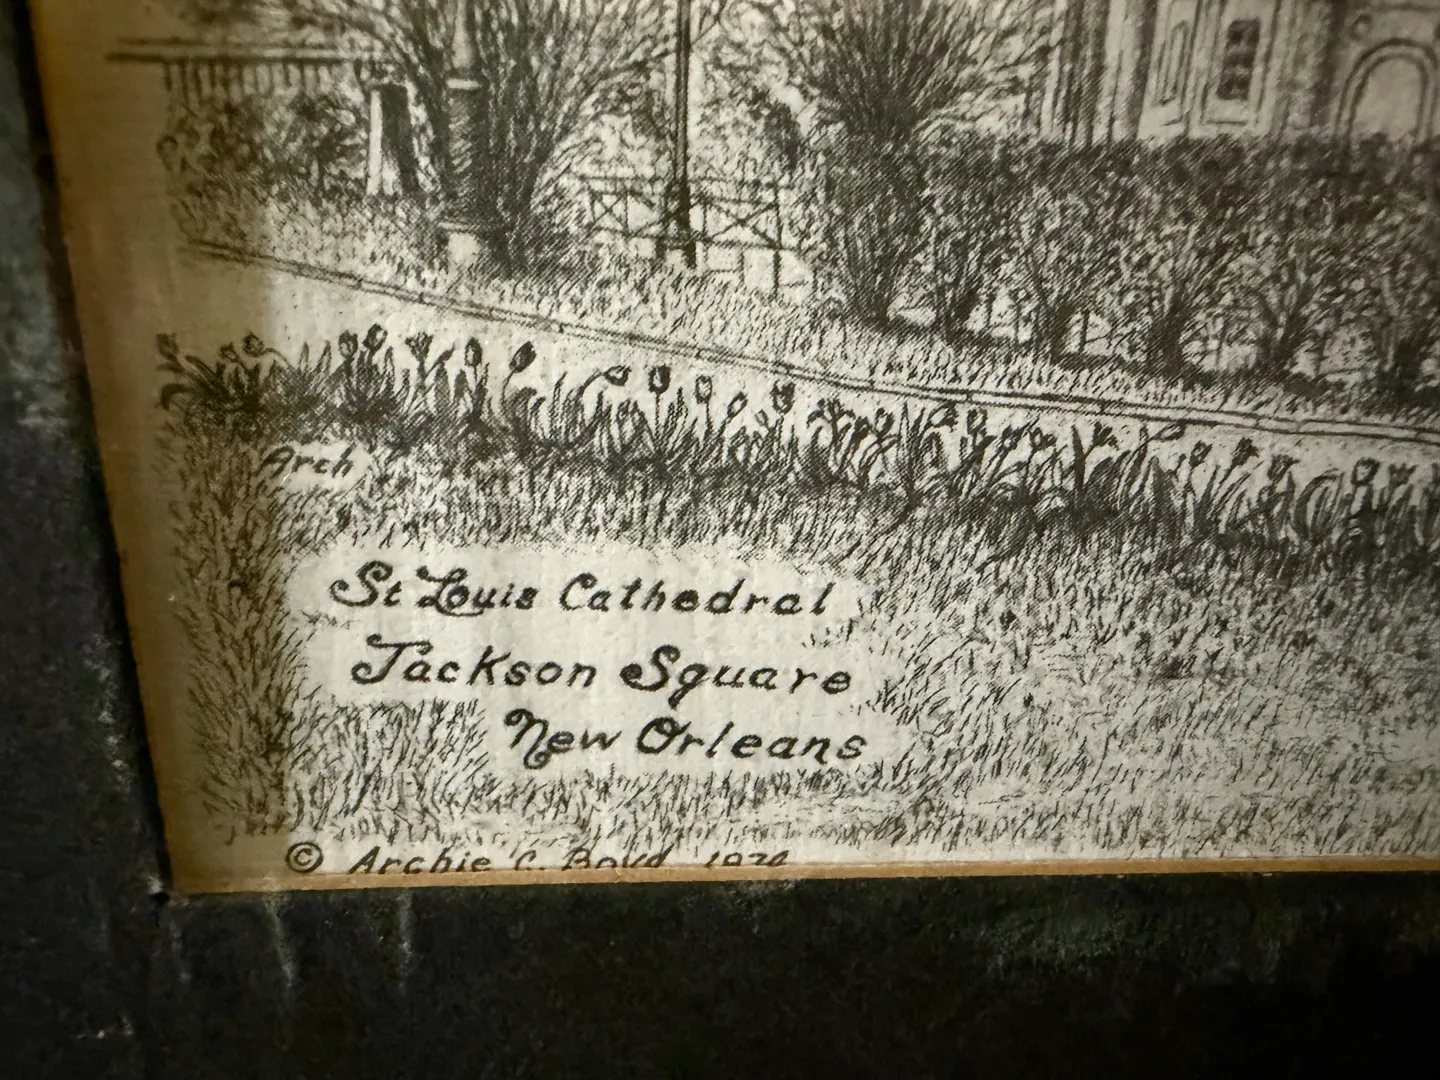 Arch
St Louis Cathedral
Jackson Square
New Orleans
© Archie C. Boyd